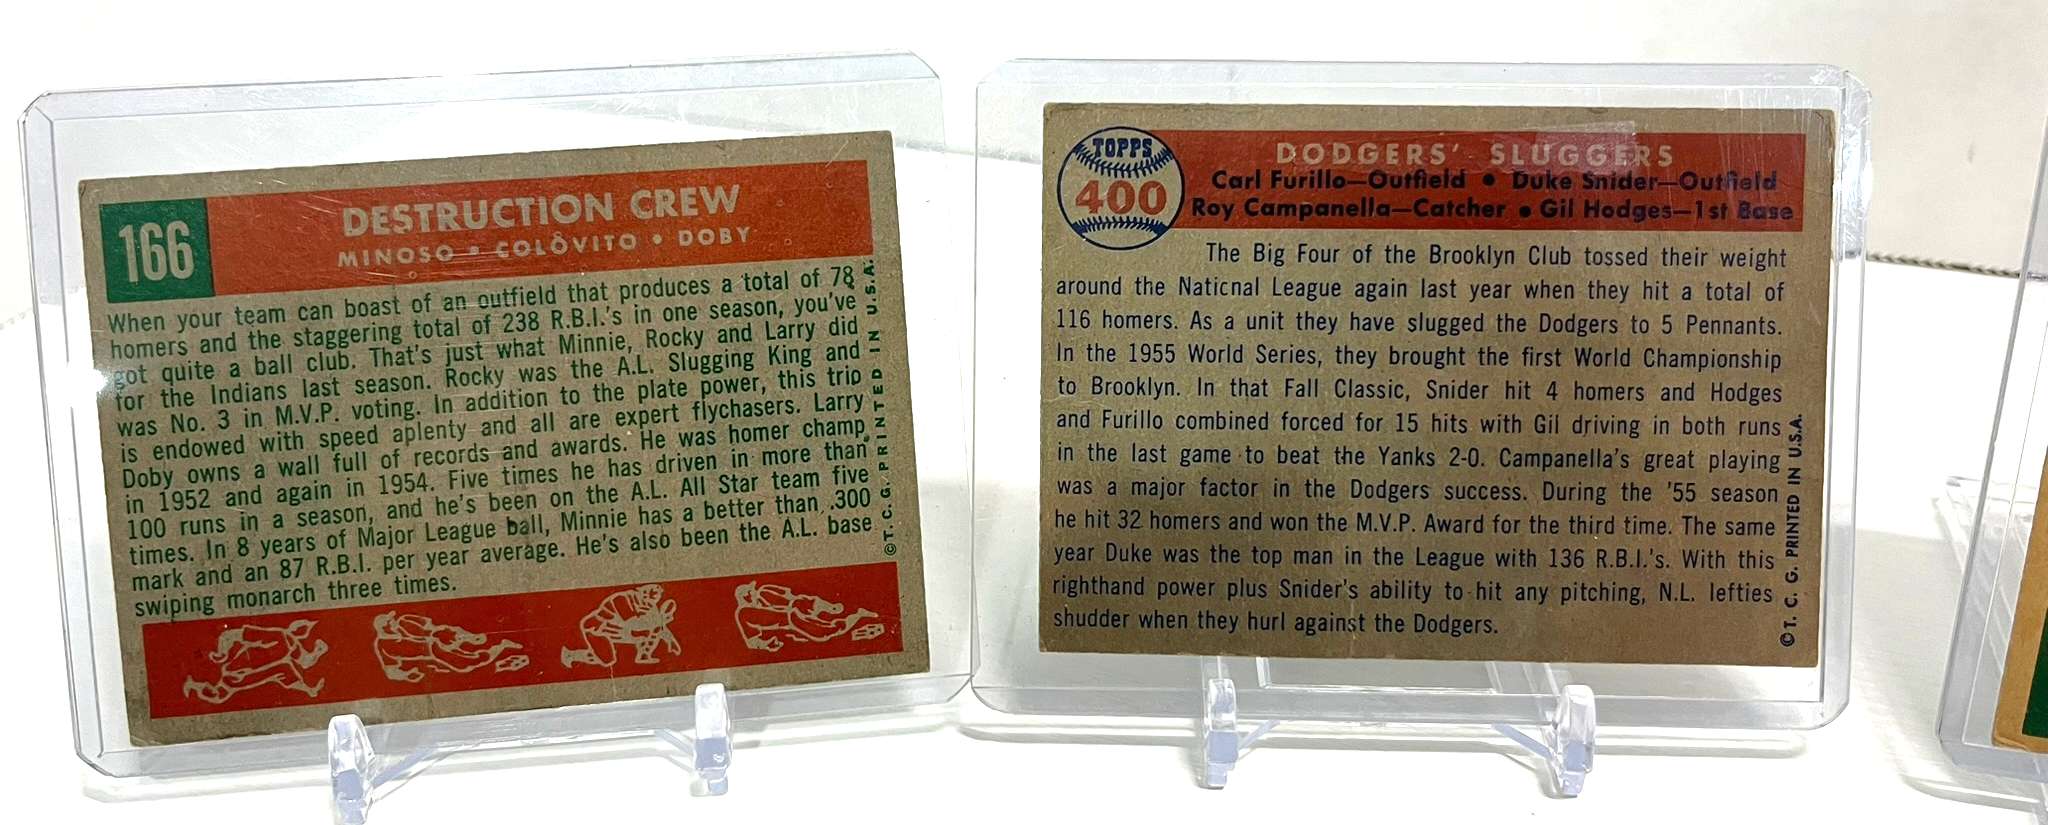 166
DESTRUCTION CREW
MINOSO • COLOVITO • DOBY
When your team can boast of an outfield that produces a total of 78
homers and the staggering total of 238 R.B.I.'s in one season, you've
got quite a ball club. That's just what Minnie, Rocky and Larry did
for the Indians last season. Rocky was the A.L. Slugging King and
was No. 3 in M.V.P. voting. In addition to the plate power, this trio
is endowed with speed aplenty and all are expert flychasers. Larry
Doby owns a wall full of records and awards. He was homer champ
in 1952 and again in 1954. Five times he has driven in more than
100 runs in a season, and he's been on the A.L. All Star team five
times. In 8 years of Major League ball, Minnie has a better than .300
mark and an 87 R.B.I. per year average. He's also been the A.L. base
swiping monarch three times.
©T. C. G. PRINTED IN U.S.A.
TOPPS
400
DODGERS' SLUGGERS
Carl Furillo—Outfield • Duke Snider—Outfield
Roy Campanella—Catcher • Gil Hodges—1st Base
The Big Four of the Brooklyn Club tossed their weight
around the National League again last year when they hit a total of
116 homers. As a unit they have slugged the Dodgers to 5 Pennants.
In the 1955 World Series, they brought the first World Championship
to Brooklyn. In that Fall Classic, Snider hit 4 homers and Hodges
and Furillo combined forced for 15 hits with Gil driving in both runs
in the last game to beat the Yanks 2-0. Campanella's great playing
was a major factor in the Dodgers success. During the '55 season
he hit 32 homers and won the M.V.P. Award for the third time. The same
year Duke was the top man in the League with 136 R.B.I.'s. With this
righthand power plus Snider's ability to hit any pitching, N.L. lefties
shudder when they hurl against the Dodgers.
©T. C. G. PRINTED IN U.S.A.